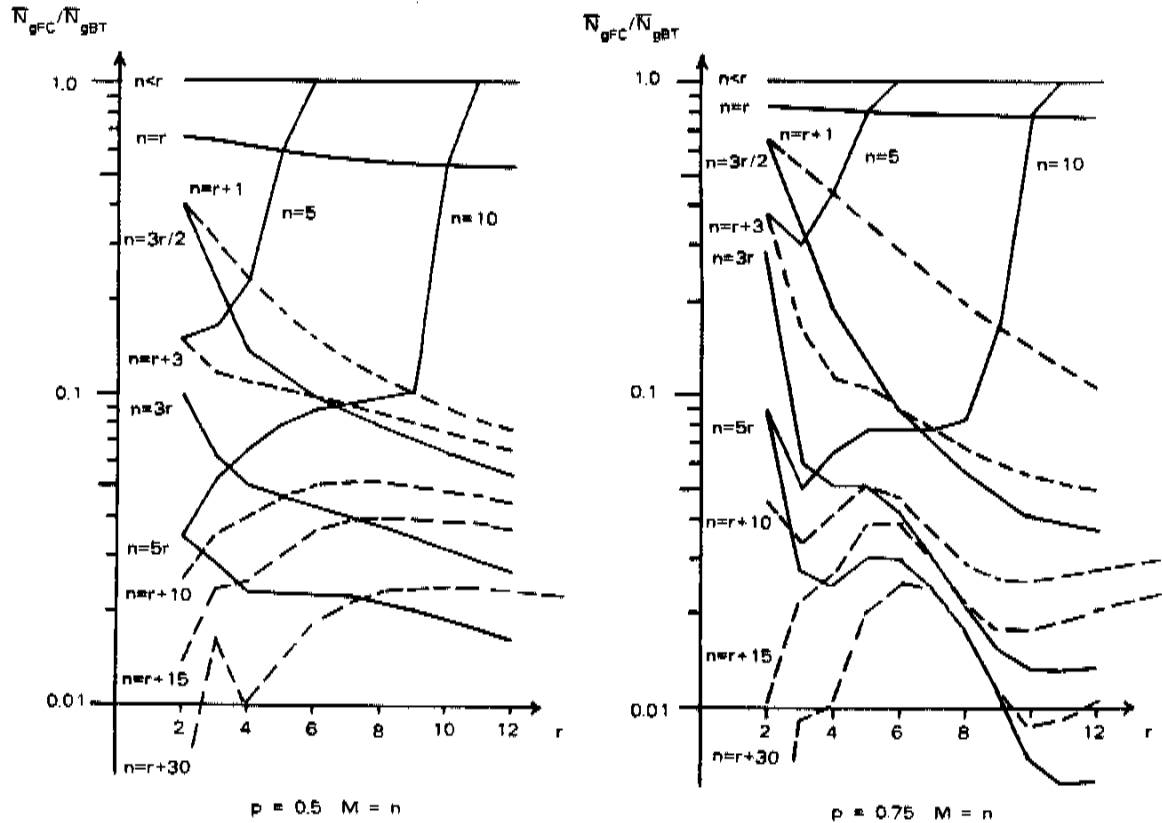 N̅gFC/N̅gBT
1.0
n<r
n=r
n=r+1
n=5
n=10
n=3r/2
n=r+3
0.1
n=3r
n=5r
n=r+10
n=r+15
0.01
2 4 6 8 10 12 r
n=r+30
p = 0.5 M = n
N̅gFC/N̅gBT
1.0
n<r
n=r
n=r+1
n=3r/2
n=5
n=10
n=r+3
n=3r
0.1
n=5r
n=r+10
n=r+15
0.01
2 4 6 8 10 12 r
n=r+30
p = 0.75 M = n